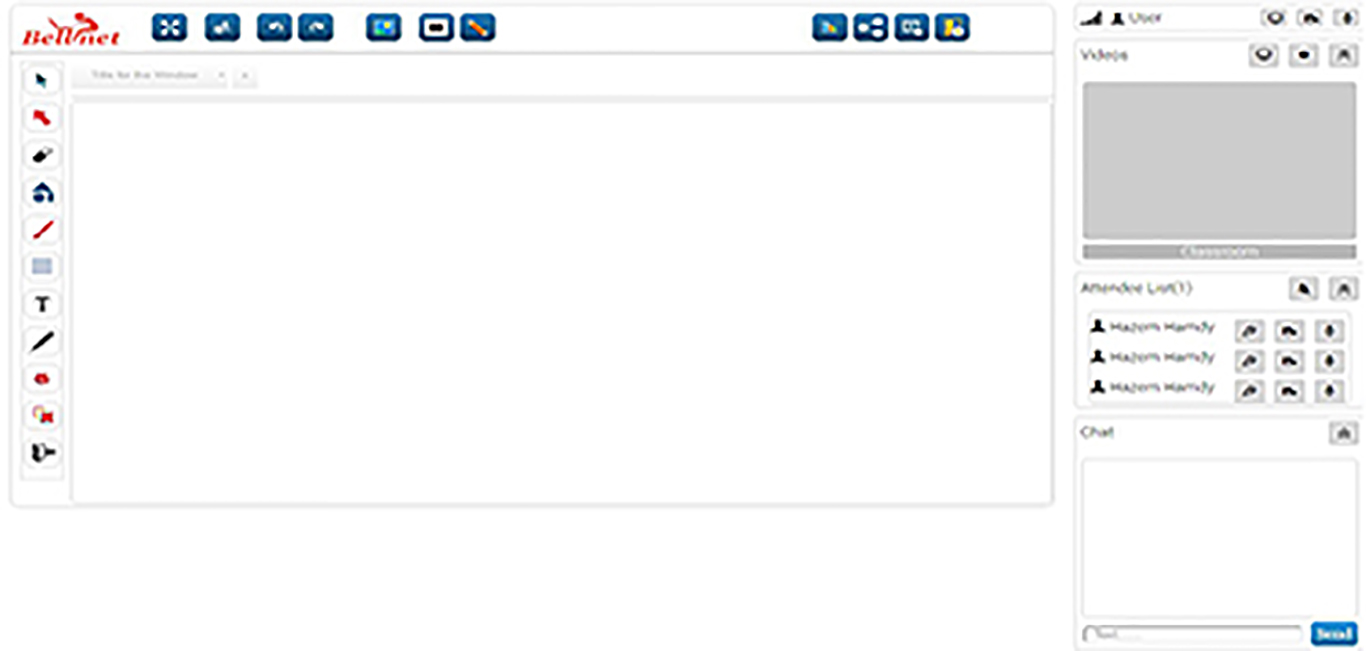 Bellnet
User
Title for the Window
Videos
Classroom
Attendee List(1)
Hazem Hamdy
Hazem Hamdy
Hazem Hamdy
T
Chat
Send